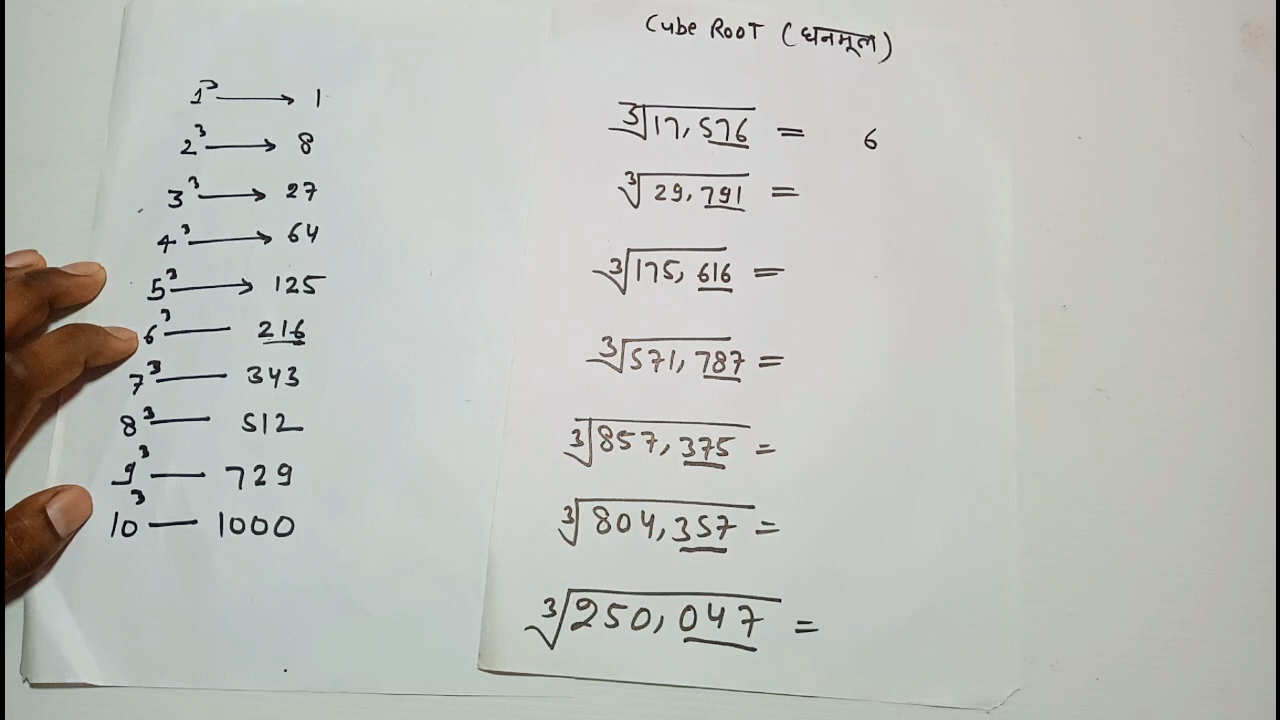 Cube RooT (घनमूल)
1³ → 1
2³ → 8
3³ → 27
4³ → 64
5³ → 125
6³ — 216
7³ — 343
8³ — 512
9³ — 729
10³ — 1000
∛17,576 = 6
∛29,791 =
∛175,616 =
∛571,787 =
∛857,375 =
∛804,357 =
∛250,047 =